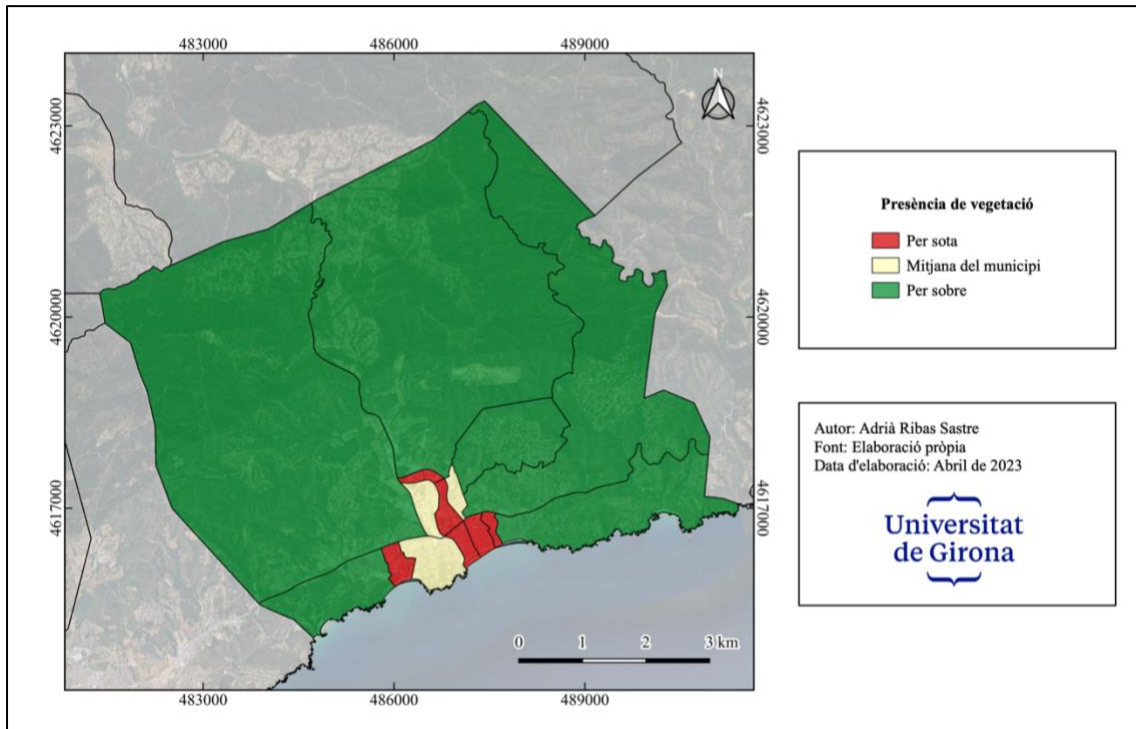 483000
486000
489000
N
4623000
4623000
4620000
4620000
4617000
4617000
0
1
2
3 km
483000
486000
489000
Presència de vegetació
Per sota
Mitjana del municipi
Per sobre
Autor: Adrià Ribas Sastre
Font: Elaboració pròpia
Data d'elaboració: Abril de 2023
Universitat
de Girona